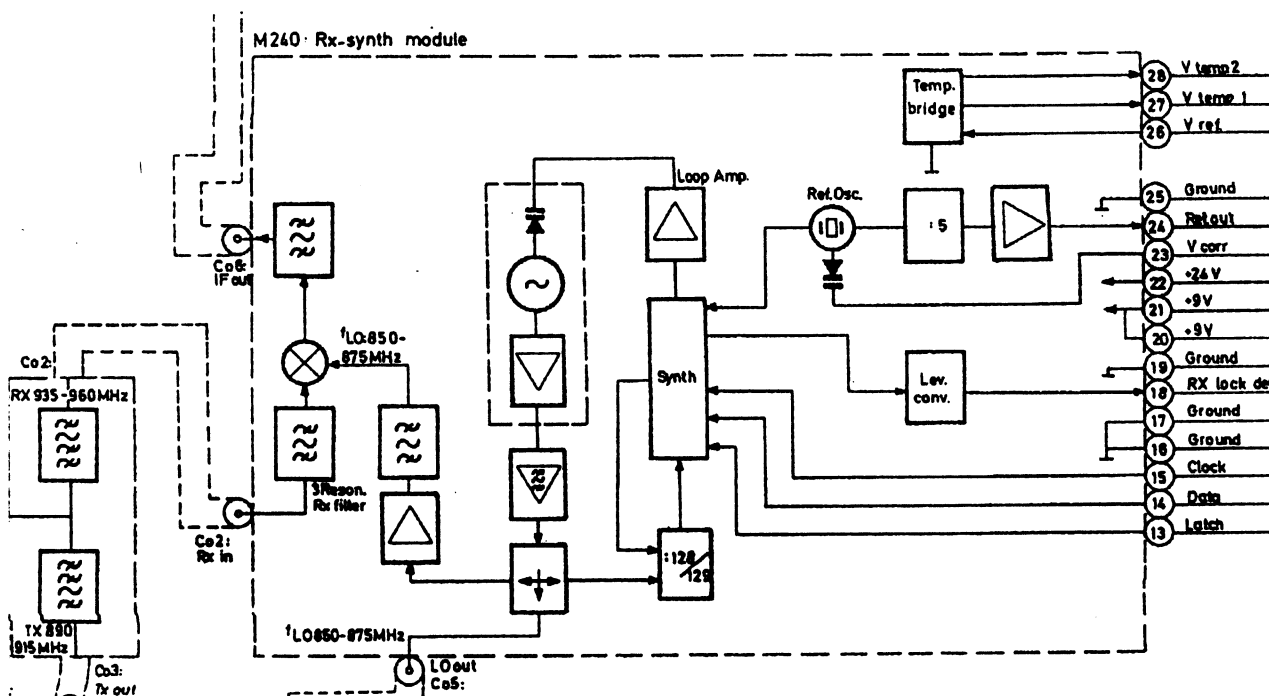 M240: Rx-synth module
Temp.
bridge
28 V temp 2
27 V temp 1
26 V ref.
Loop Amp.
Ref. Osc.
:5
25 Ground
24 Ref.out
23 V corr
22 +24V
21 +9V
20 +9V
19 Ground
18 RX lock de
17 Ground
16 Ground
15 Clock
14 Data
13 Latch
Co6:
IF out
fLO:850-
875MHz
Synth
Lev.
conv.
Co2:
RX 935-960MHz
3 Reson.
Rx filter
Co2:
Rx in
:128/129
TX 890
915MHz
fLO850-875MHz
LO out
Co5:
Co3:
Tx out